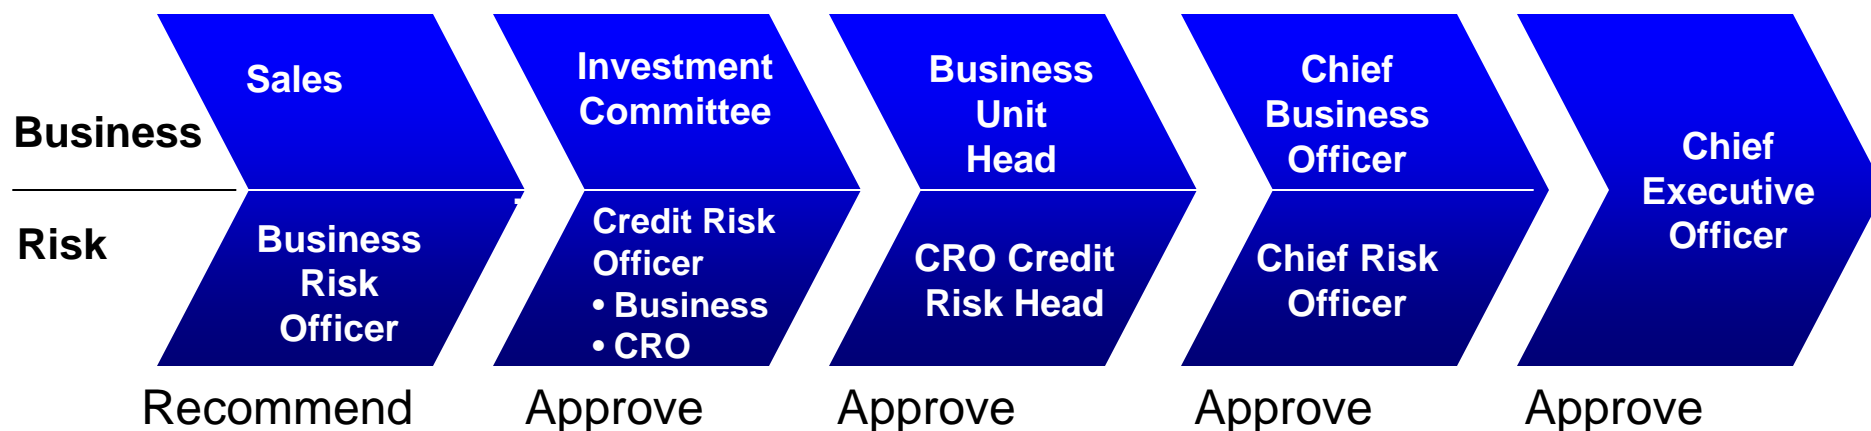 Business
Risk
Sales
Business
Risk
Officer
Recommend
Investment
Committee
Credit Risk
Officer
• Business
• CRO
Approve
Business
Unit
Head
CRO Credit
Risk Head
Approve
Chief
Business
Officer
Chief Risk
Officer
Approve
Chief
Executive
Officer
Approve